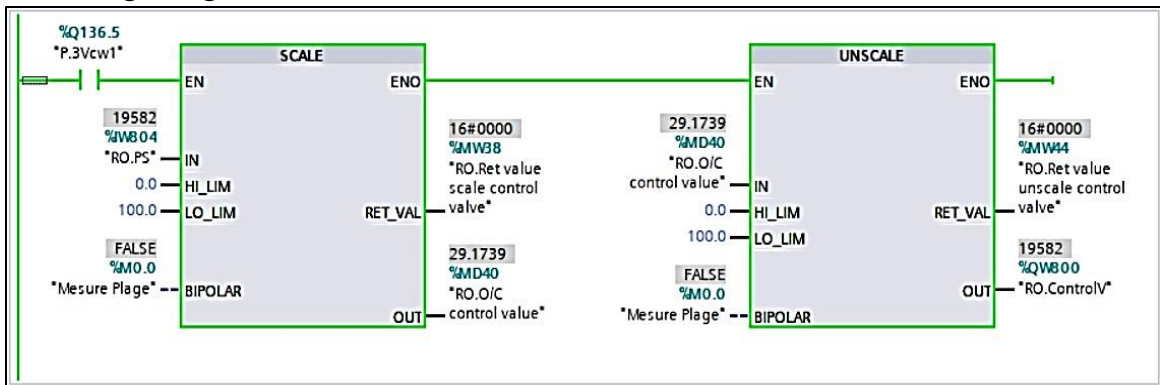 %Q136.5
"P.3Vcw1"
SCALE
EN
ENO
19582
%IW804
"RO.PS"
IN
0.0
HI_LIM
100.0
LO_LIM
FALSE
%M0.0
"Mesure Plage"
BIPOLAR
16#0000
%MW38
"RO.Ret value
scale control
valve"
RET_VAL
29.1739
%MD40
"RO.O/C
control value"
OUT
UNSCALE
EN
ENO
29.1739
%MD40
"RO.O/C
control value"
IN
0.0
HI_LIM
100.0
LO_LIM
FALSE
%M0.0
"Mesure Plage"
BIPOLAR
16#0000
%MW44
"RO.Ret value
unscale control
valve"
RET_VAL
19582
%QW800
"RO.ControlV"
OUT